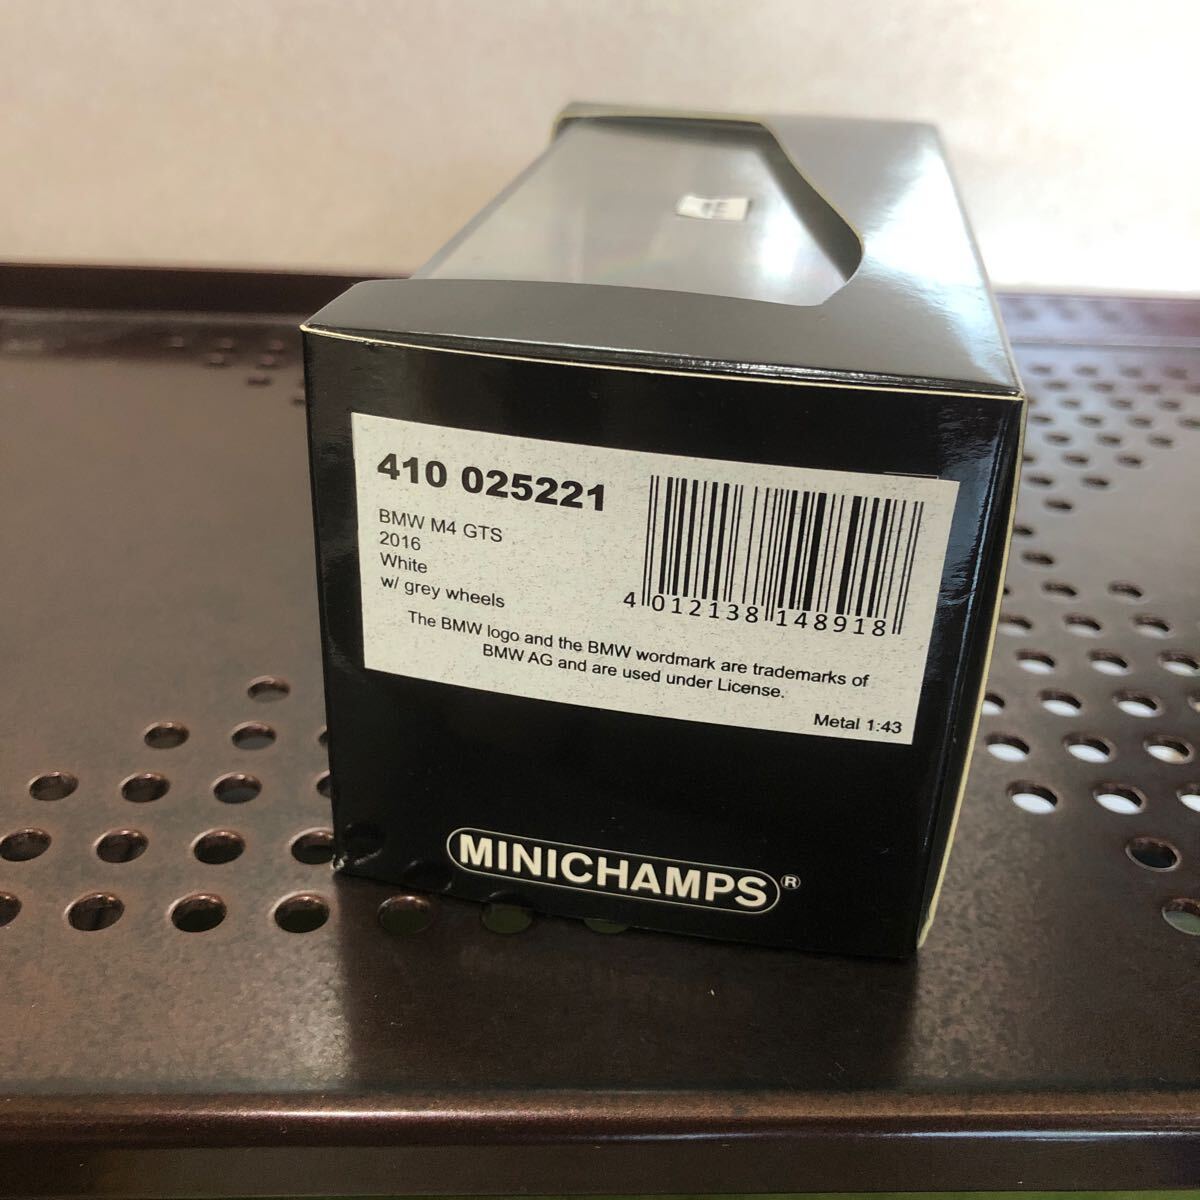 410 025221
BMW M4 GTS
2016
White
w/ grey wheels
4 012138 148918
The BMW logo and the BMW wordmark are trademarks of
BMW AG and are used under License.
Metal 1:43
MINICHAMPS®